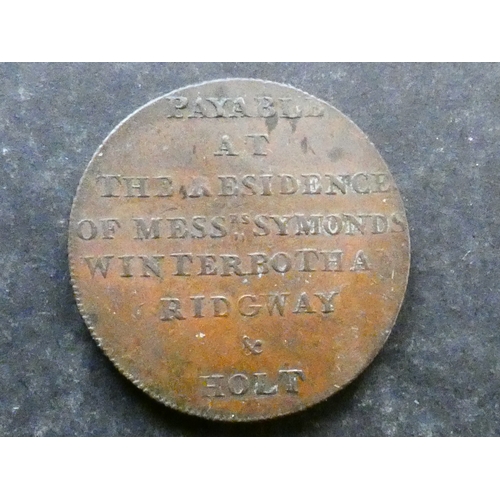 PAYABLE
AT
THE RESIDENCE
OF MESSRS SYMONDS
WINTERBOTHAM
RIDGWAY
&
HOLT